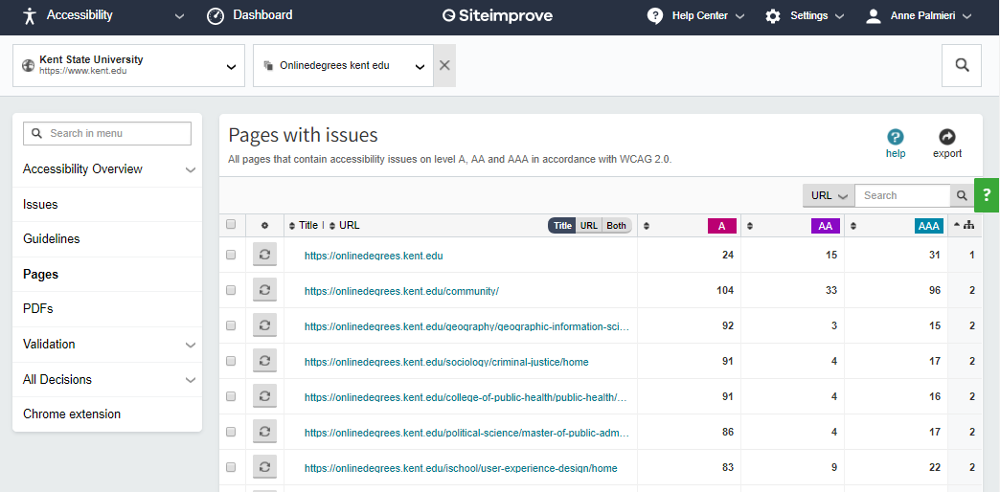 Accessibility Dashboard Siteimprove Help Center Settings Anne Palmieri
Kent State University
https://www.kent.edu
Onlinedegrees kent edu
Search in menu
Accessibility Overview
Issues
Guidelines
Pages
PDFs
Validation
All Decisions
Chrome extension
Pages with issues
All pages that contain accessibility issues on level A, AA and AAA in accordance with WCAG 2.0.
help export
URL Search ?
Title URL Title URL Both A AA AAA
https://onlinedegrees.kent.edu 24 15 31 1
https://onlinedegrees.kent.edu/community/ 104 33 96 2
https://onlinedegrees.kent.edu/geography/geographic-information-sci... 92 3 15 2
https://onlinedegrees.kent.edu/sociology/criminal-justice/home 91 4 17 2
https://onlinedegrees.kent.edu/college-of-public-health/public-health/... 91 4 16 2
https://onlinedegrees.kent.edu/political-science/master-of-public-adm... 86 4 17 2
https://onlinedegrees.kent.edu/ischool/user-experience-design/home 83 9 22 2